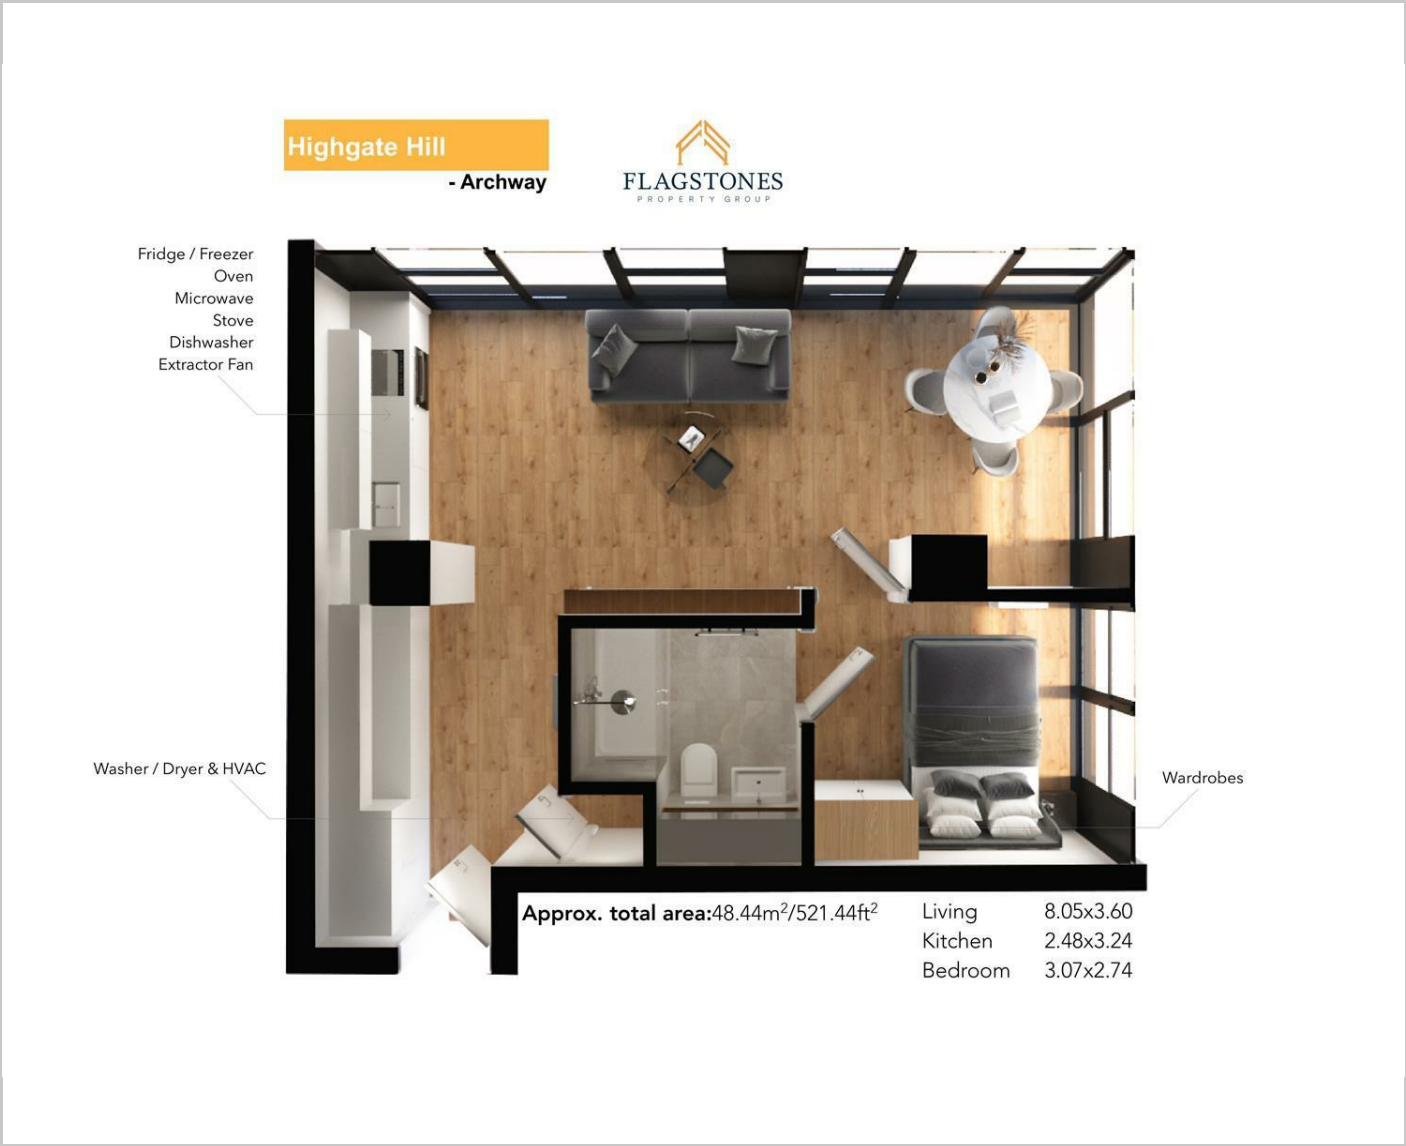 Highgate Hill
- Archway
FLAGSTONES
PROPERTY GROUP
Fridge / Freezer
Oven
Microwave
Stove
Dishwasher
Extractor Fan
Washer / Dryer & HVAC
Wardrobes
Approx. total area:48.44m²/521.44ft²
Living 8.05x3.60
Kitchen 2.48x3.24
Bedroom 3.07x2.74